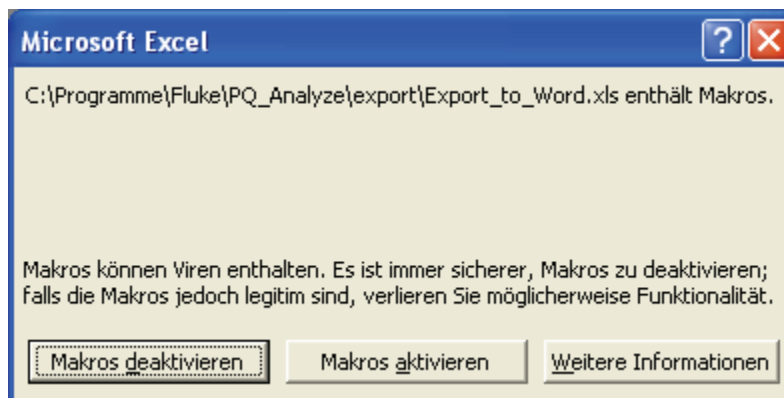 Microsoft Excel
C:\Programme\Fluke\PQ_Analyze\export\Export_to_Word.xls enthält Makros.
Makros können Viren enthalten. Es ist immer sicherer, Makros zu deaktivieren;
falls die Makros jedoch legitim sind, verlieren Sie möglicherweise Funktionalität.
Makros deaktivieren
Makros aktivieren
Weitere Informationen